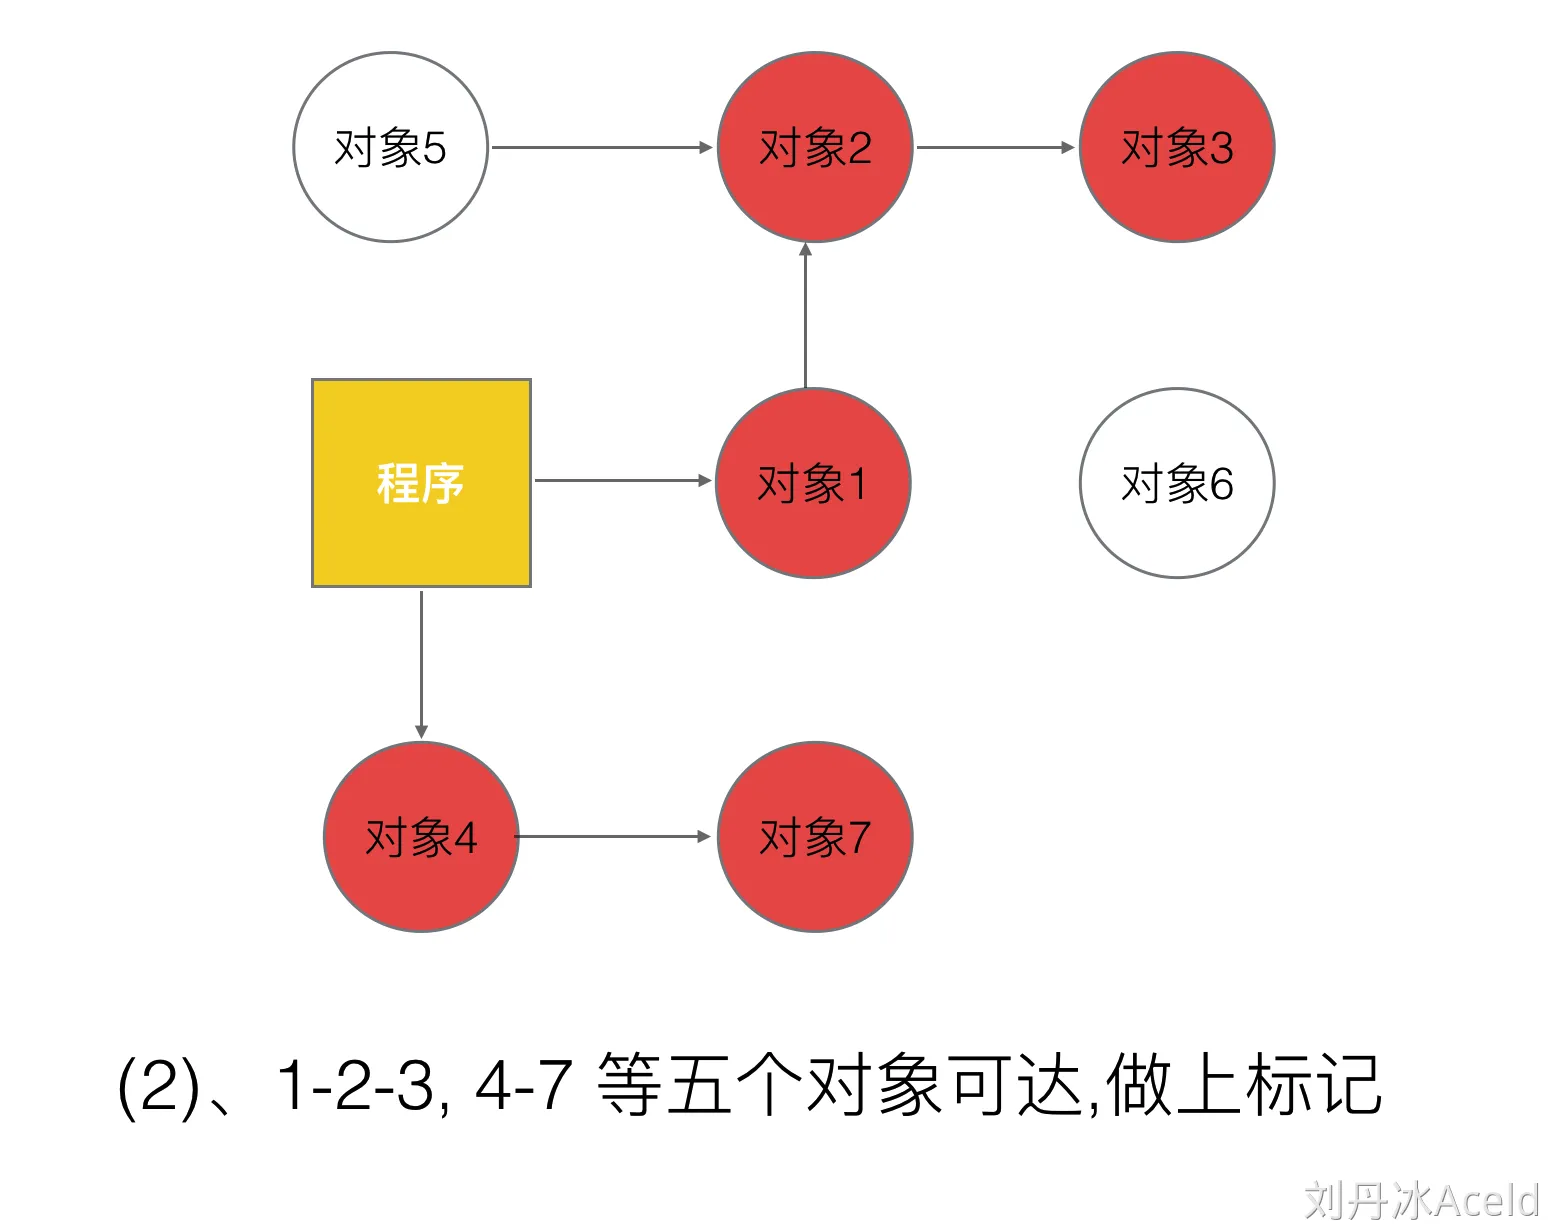 对象5
对象2
对象3
程序
对象1
对象6
对象4
对象7
(2)、1-2-3, 4-7 等五个对象可达,做上标记
刘丹冰Aceld